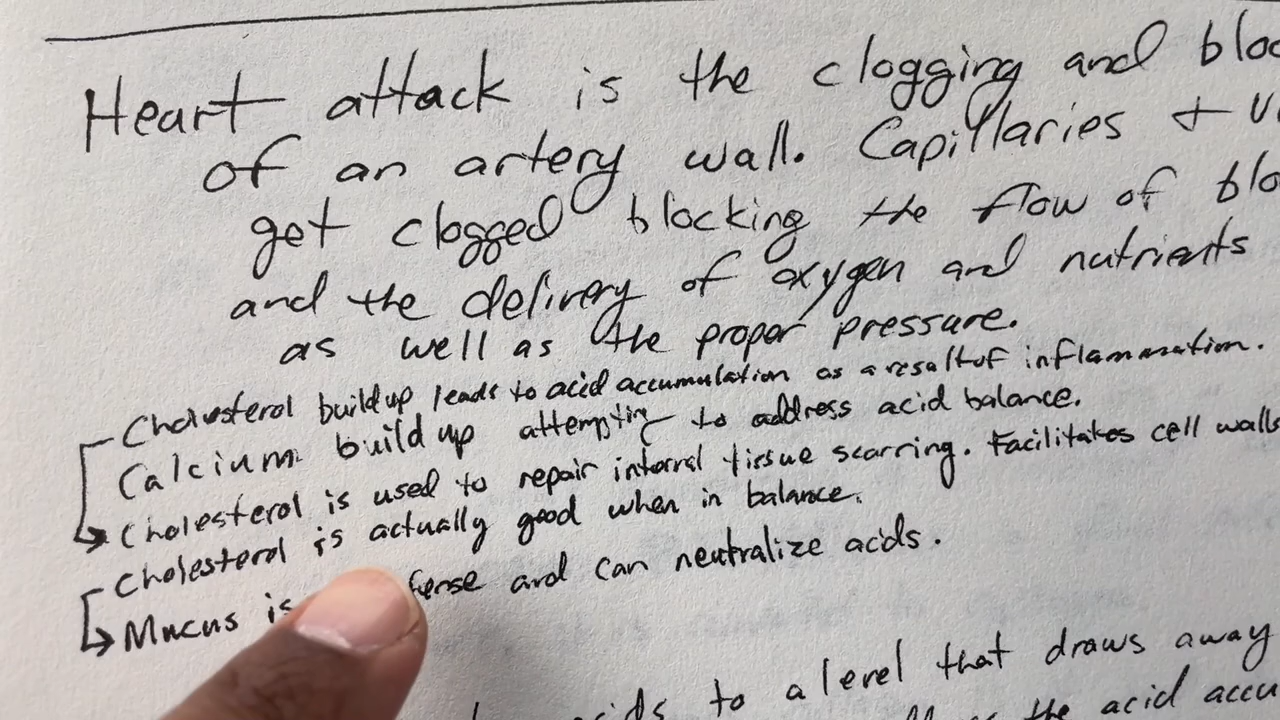 Heart attack is the clogging and bloc
of an artery wall. Capillaries +
get clogged blocking the flow of blo
and the delivery of oxygen and nutrients
as well as the proper pressure.
Cholesterol buildup leads to acid accumulation as a result of inflammation.
Calcium build up attempting to address acid balance.
Cholesterol is used to repair internal tissue scarring. Facilitates cell walls
Cholesterol is actually good when in balance.
Mucus is fense and can neutralize acids.
to a level that draws away
the acid accu